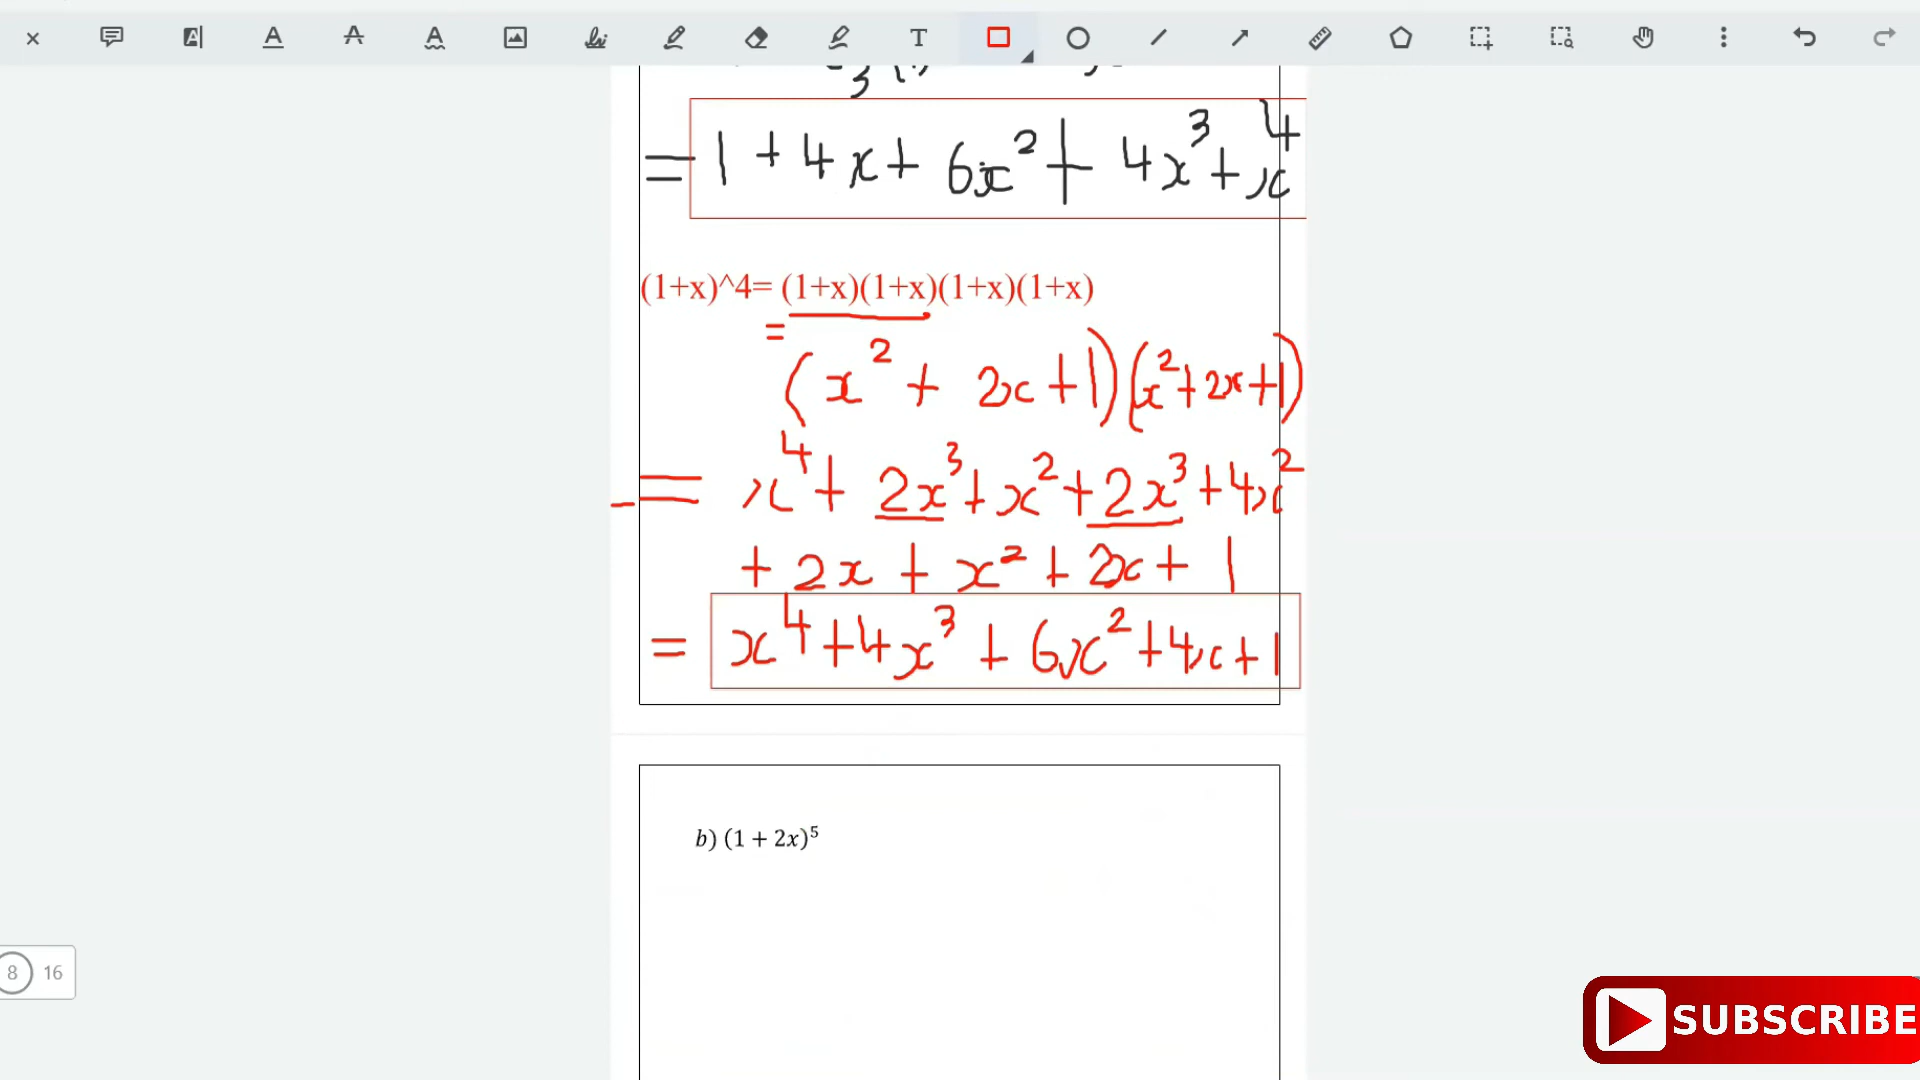 = 1 + 4x + 6x² + 4x³ + x⁴
(1+x)^4= (1+x)(1+x)(1+x)(1+x)
= (x² + 2x + 1)(x² + 2x + 1)
= x⁴ + 2x³ + x² + 2x³ + 4x²
+ 2x + x² + 2x + 1
= x⁴ + 4x³ + 6x² + 4x + 1
b) (1 + 2x)⁵
8 16
SUBSCRIBE